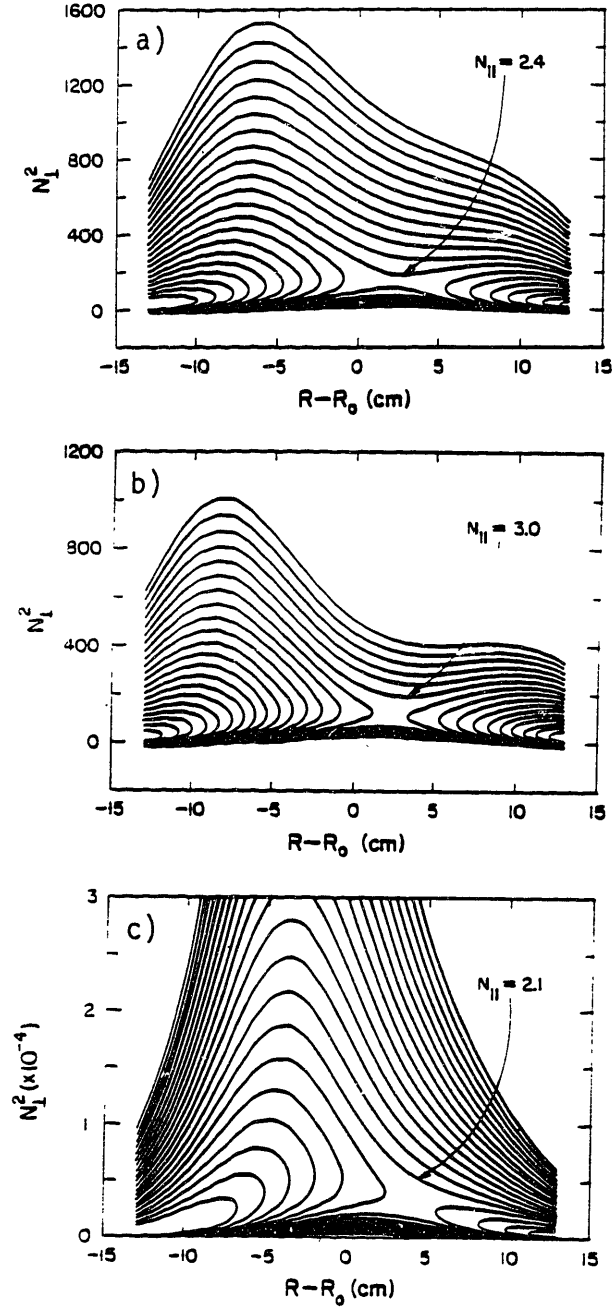 a)
1600
1200
800
400
0
N⊥²
N|| = 2.4
-15 -10 -5 0 5 10 15
R-R₀ (cm)
b)
1200
800
400
0
N⊥²
N|| = 3.0
-15 -10 -5 0 5 10 15
R-R₀ (cm)
c)
3
2
1
0
N⊥² (×10⁻⁴)
N|| = 2.1
-15 -10 -5 0 5 10 15
R-R₀ (cm)